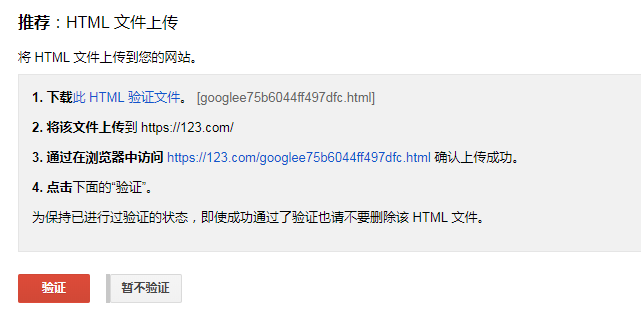 推荐：HTML 文件上传
将 HTML 文件上传到您的网站。
1. 下载此 HTML 验证文件。 [googlee75b6044ff497dfc.html]
2. 将该文件上传到 https://123.com/
3. 通过在浏览器中访问 https://123.com/googlee75b6044ff497dfc.html 确认上传成功。
4. 点击下面的“验证”。
为保持已进行过验证的状态，即使成功通过了验证也请不要删除该 HTML 文件。
验证 暂不验证